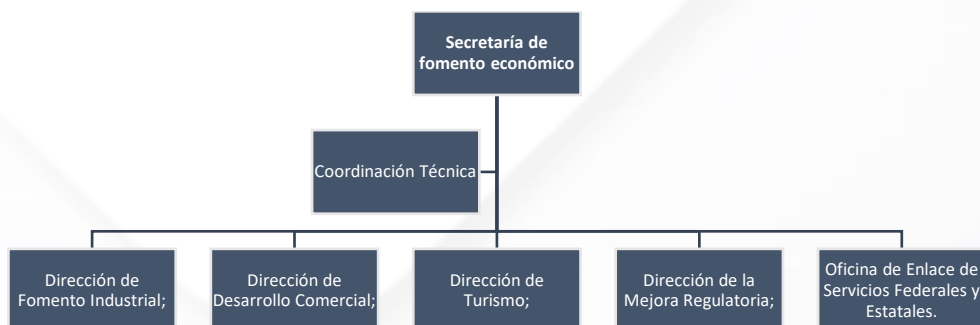 Secretaría de
fomento económico
Coordinación Técnica
Dirección de
Fomento Industrial;
Dirección de
Desarrollo Comercial;
Dirección de
Turismo;
Dirección de la
Mejora Regulatoria;
Oficina de Enlace de
Servicios Federales y
Estatales.